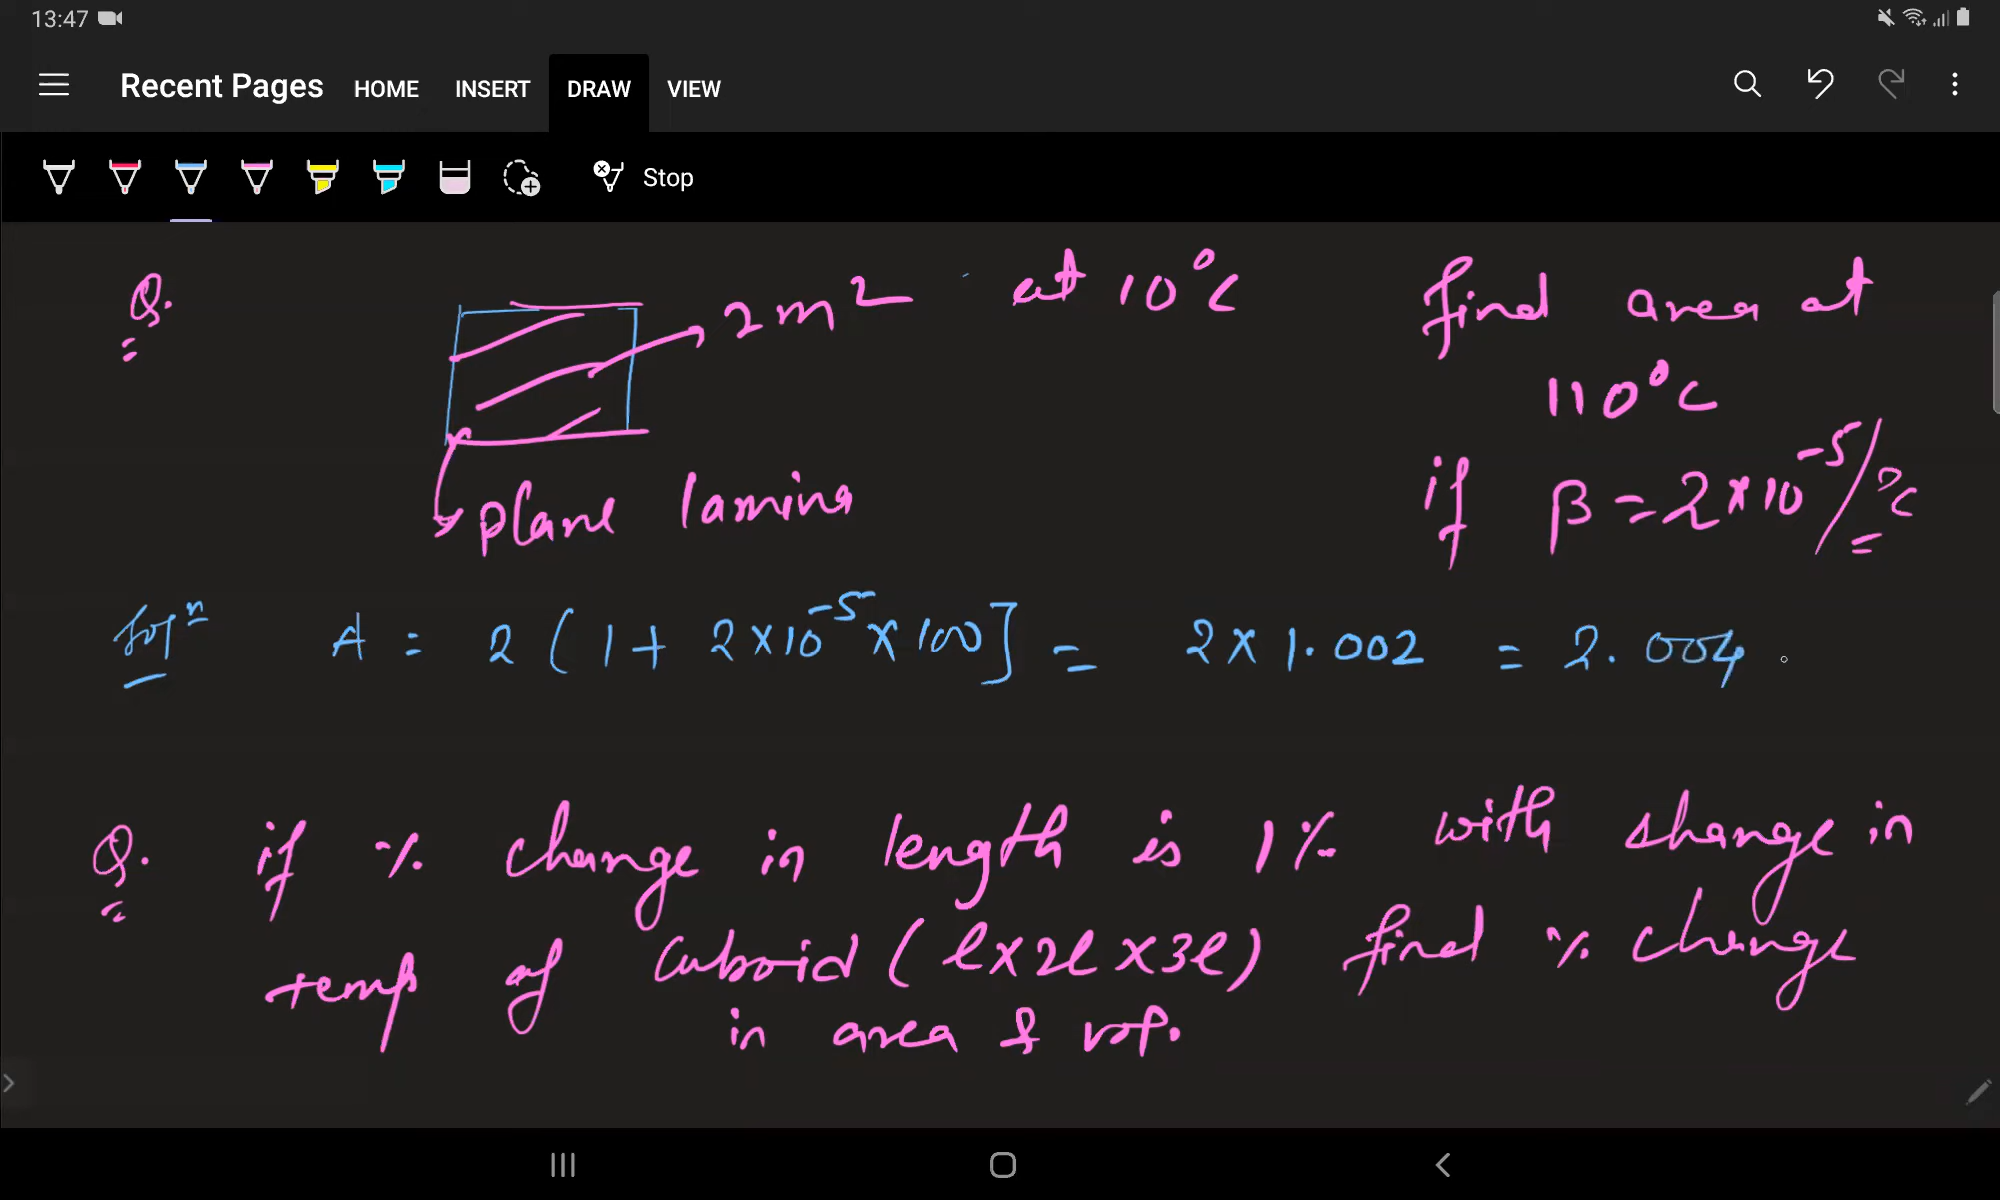 13:47
Recent Pages HOME INSERT DRAW VIEW
Stop
Q. 2m² at 10°C find area at
110°C
plane lamina if β = 2×10⁻⁵/°C
Solⁿ A = 2 ( 1 + 2×10⁻⁵ × 100 ] = 2 × 1.002 = 2.004
Q. if % change in length is 1% with change in
temp of cuboid ( l×2l×3l) find % change
in area & vol.